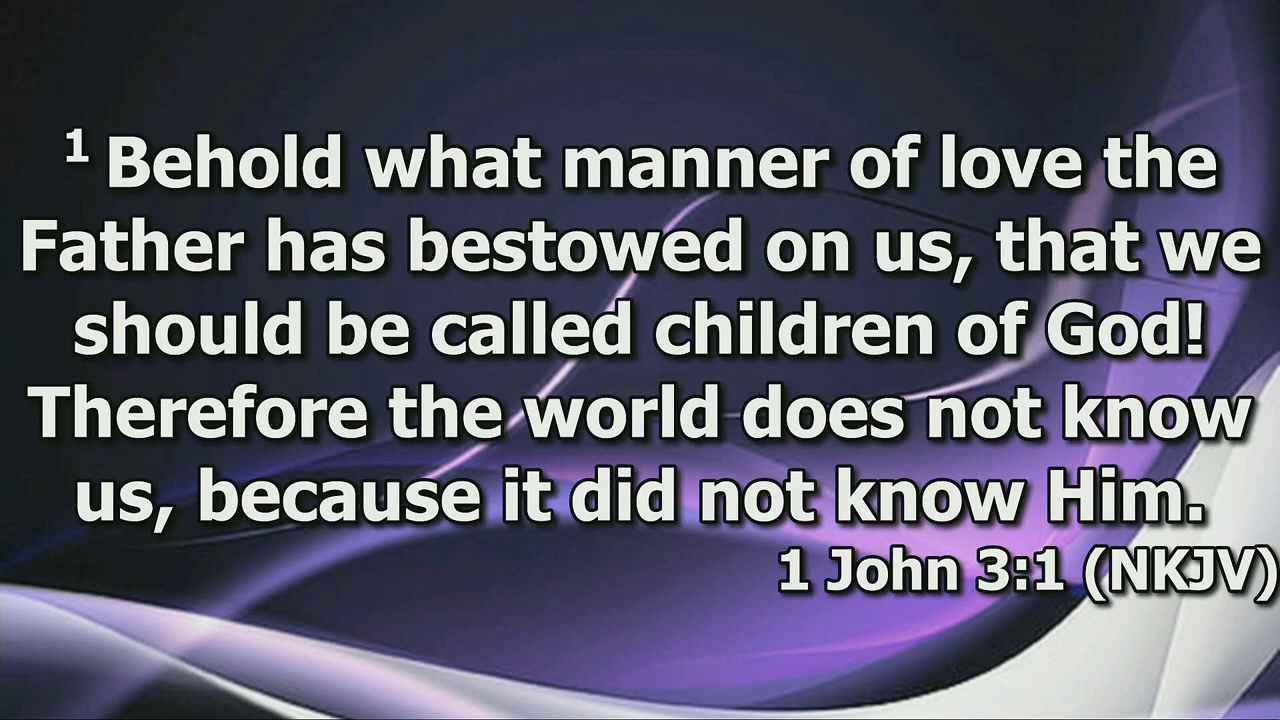 1 Behold what manner of love the
Father has bestowed on us, that we
should be called children of God!
Therefore the world does not know
us, because it did not know Him.
1 John 3:1 (NKJV)